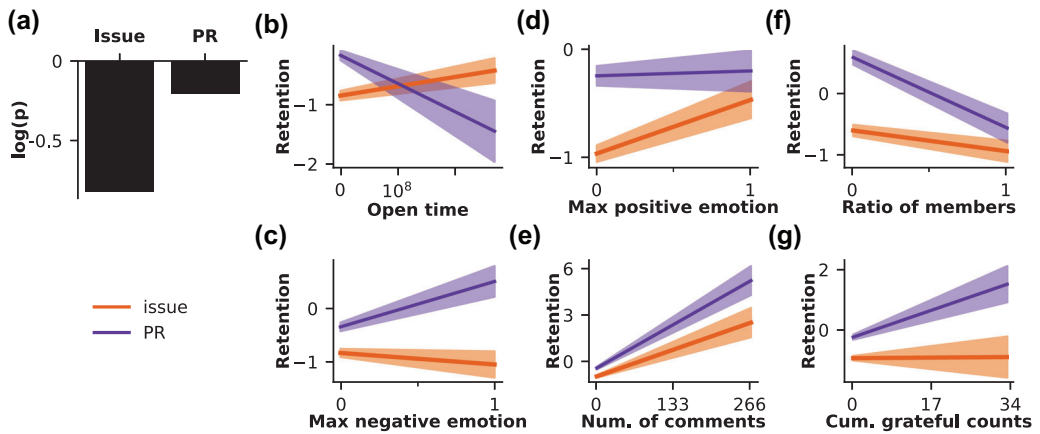 (a)
Issue PR
0
-0.5
log(p)
issue
PR
(b)
Retention
−1
−2
0 10⁸
Open time
(c)
Retention
0
−1
0 1
Max negative emotion
(d)
Retention
0
−1
0 1
Max positive emotion
(e)
Retention
6
3
0
0 133 266
Num. of comments
(f)
Retention
0
−1
0 1
Ratio of members
(g)
Retention
2
0
0 17 34
Cum. grateful counts